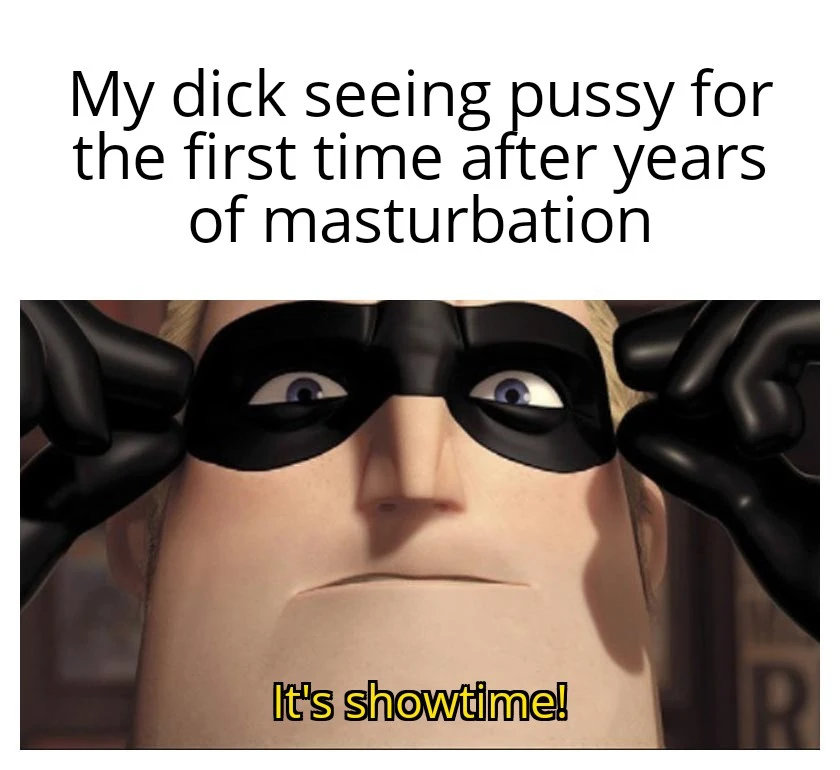 My dick seeing pussy for
the first time after years
of masturbation
R
It's showtime!